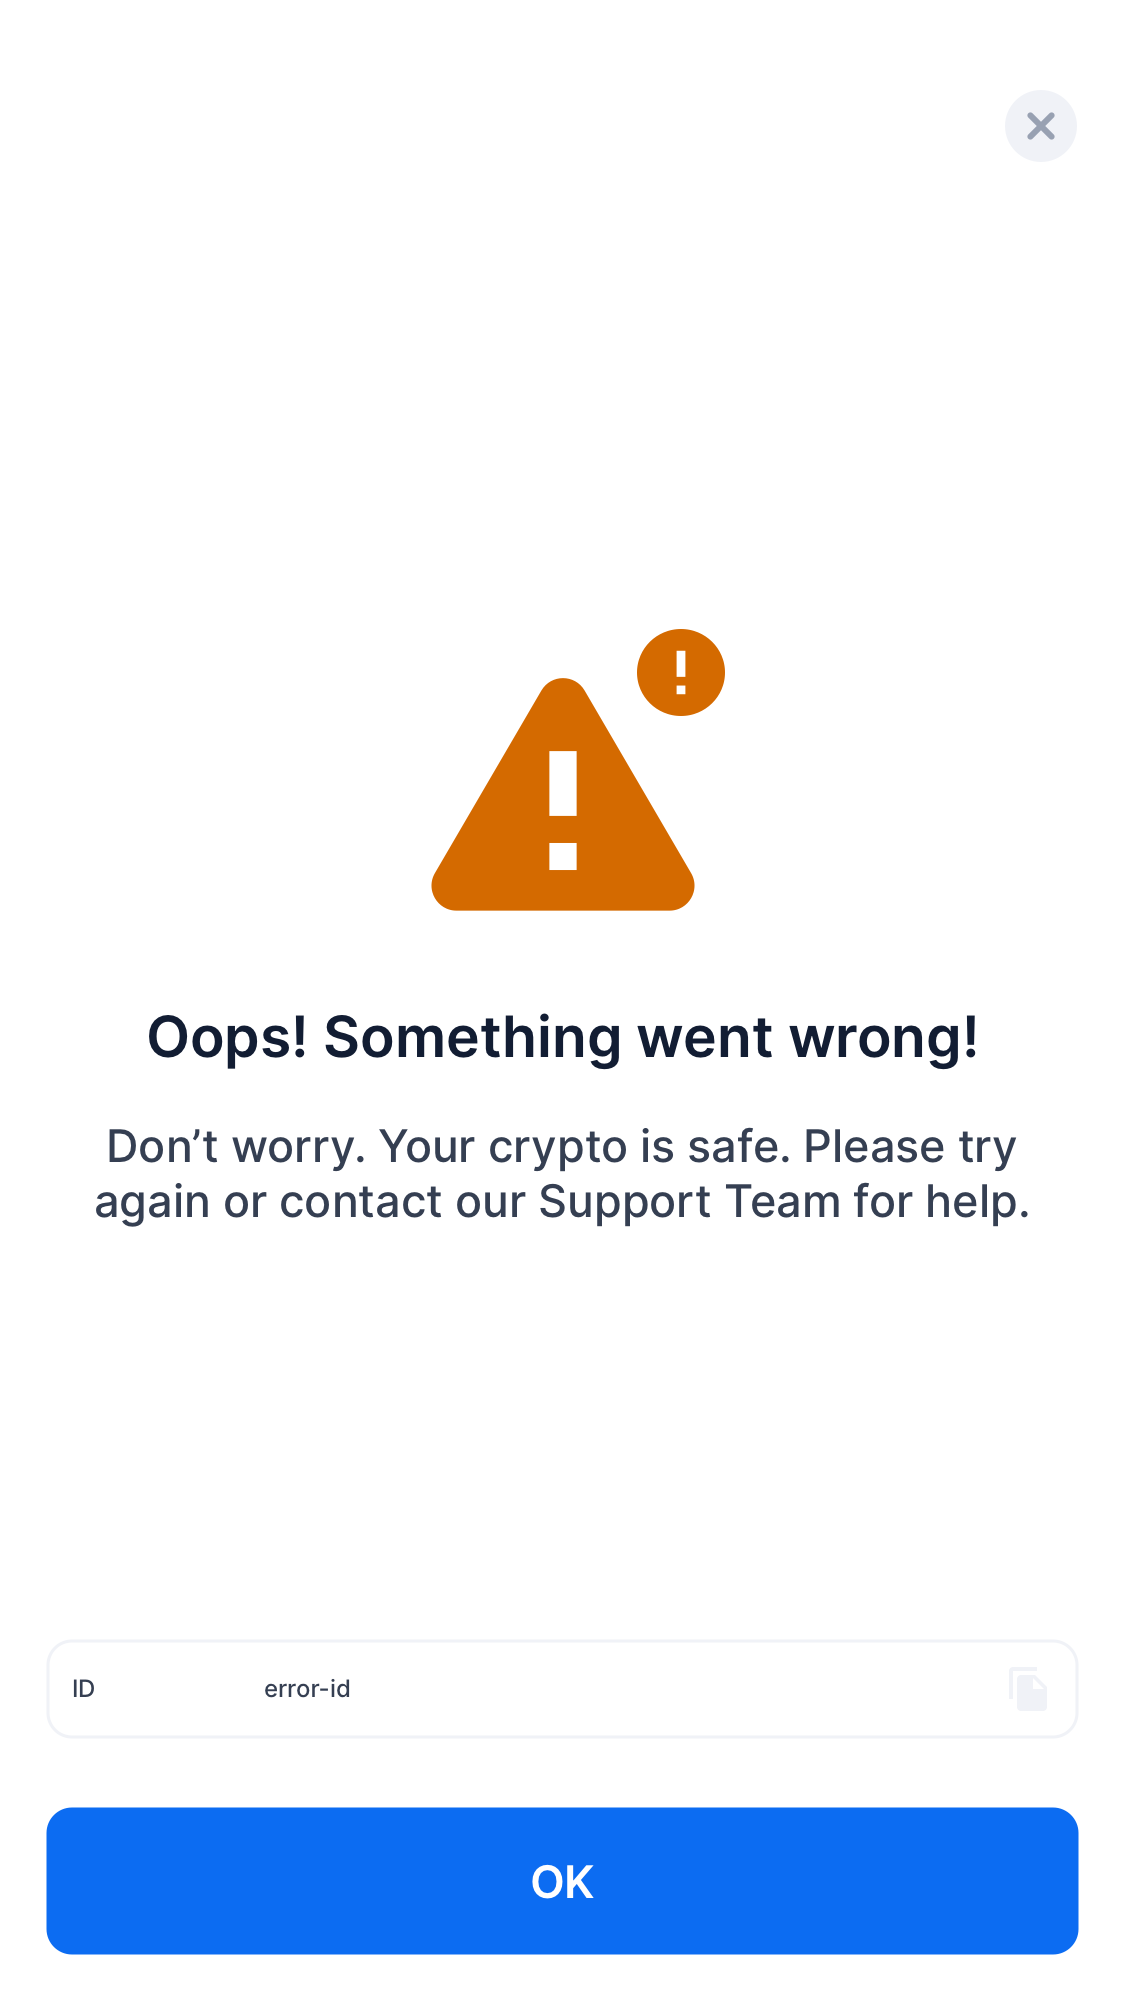 Oops! Something went wrong!
Don’t worry. Your crypto is safe. Please try
again or contact our Support Team for help.
ID error-id
OK